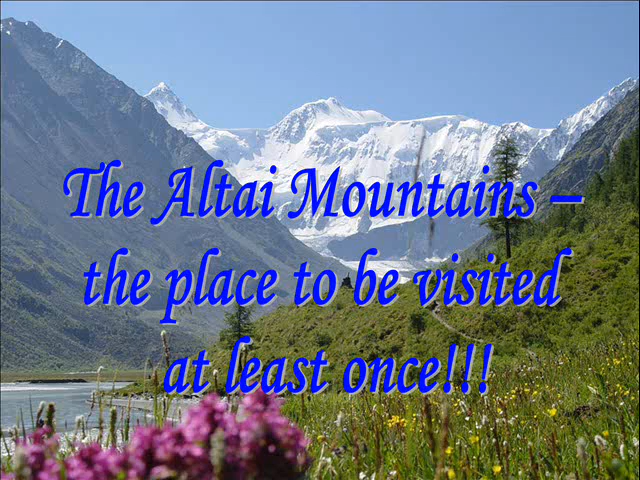 The Altai Mountains –
the place to be visited
at least once!!!